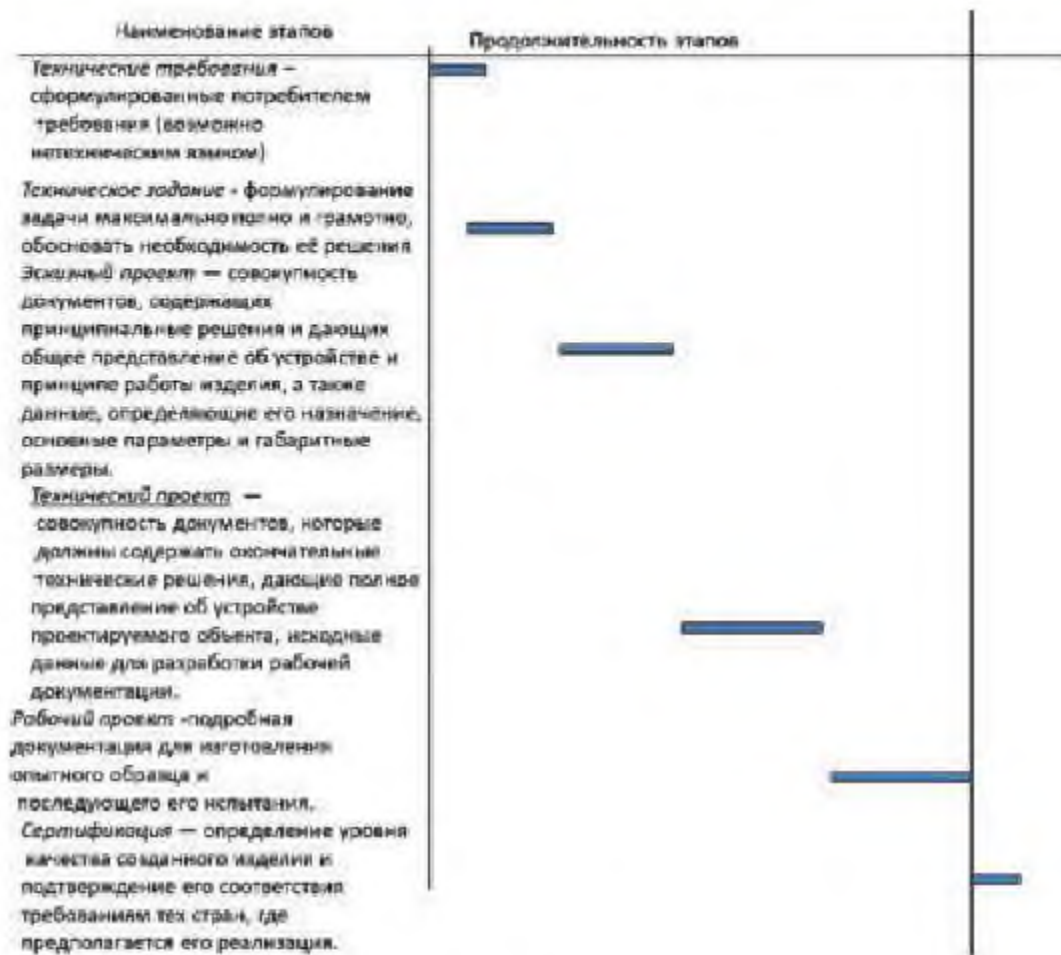 Наименование этапов
Продолжительность этапов
Технические требования –
сформулированные потребителем
требования (возможно
нетехническим языком)
Техническое задание - формулирование
задачи максимально полно и грамотно,
обосновать необходимость её решения
Эскизный проект — совокупность
документов, содержащих
принципиальные решения и дающих
общее представление об устройстве и
принципе работы изделия, а также
данные, определяющие его назначение,
основные параметры и габаритные
размеры.
Технический проект —
совокупность документов, которые
должны содержать окончательные
технические решения, дающие полное
представление об устройстве
проектируемого объекта, исходные
данные для разработки рабочей
документации.
Рабочий проект -подробная
документация для изготовления
опытного образца и
последующего его испытания.
Сертификация — определение уровня
качества созданного изделия и
подтверждение его соответствия
требованиям тех стран, где
предполагается его реализация.